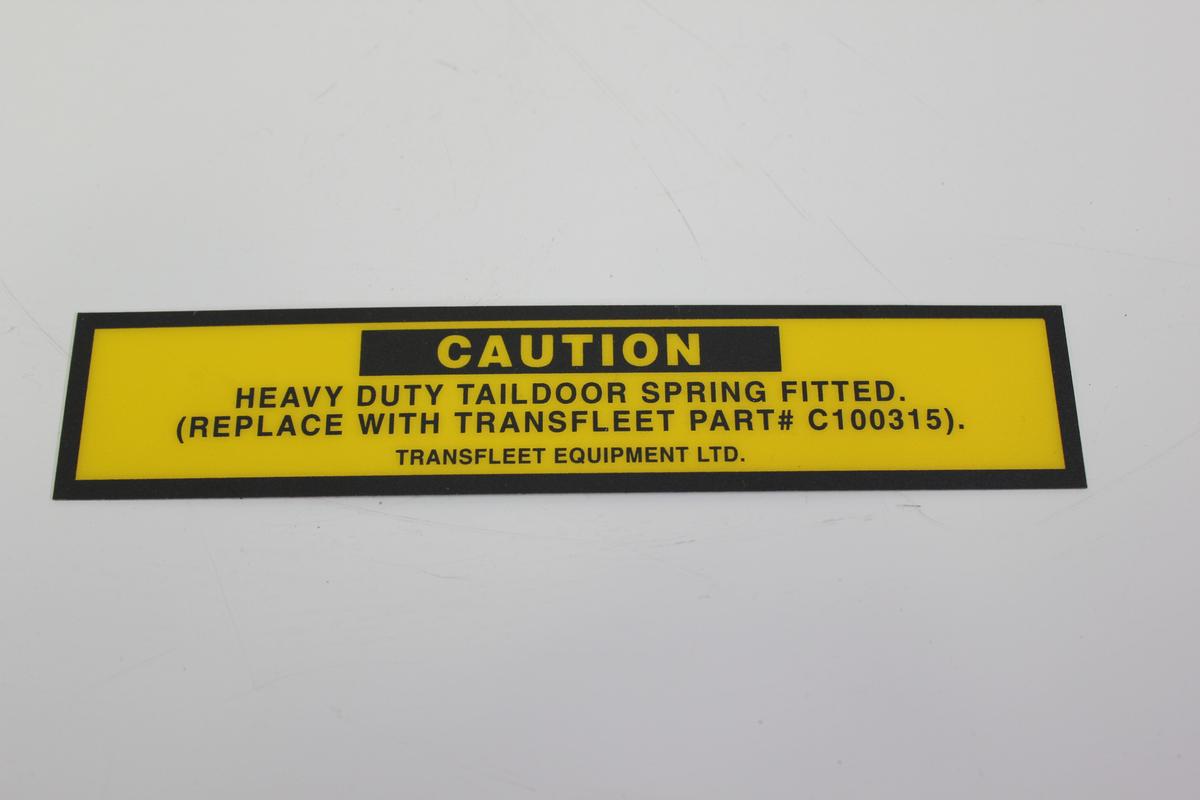 CAUTION
HEAVY DUTY TAILDOOR SPRING FITTED.
(REPLACE WITH TRANSFLEET PART# C100315).
TRANSFLEET EQUIPMENT LTD.